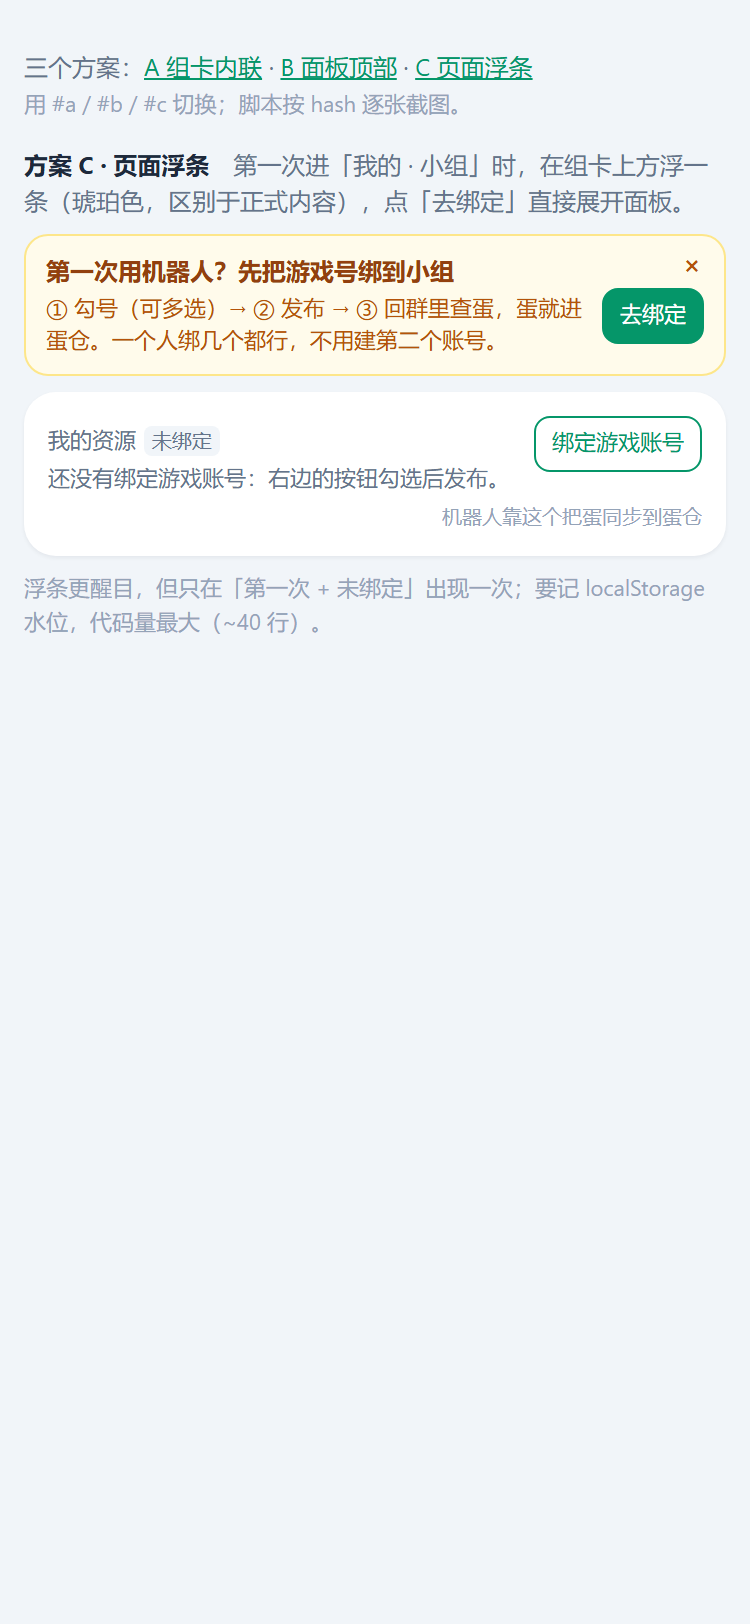 三个方案：A 组卡内联 · B 面板顶部 · C 页面浮条
用 #a / #b / #c 切换；脚本按 hash 逐张截图。
方案 C · 页面浮条 第一次进「我的 · 小组」时，在组卡上方浮一
条（琥珀色，区别于正式内容），点「去绑定」直接展开面板。
第一次用机器人？先把游戏号绑到小组
×
① 勾号（可多选）→ ② 发布 → ③ 回群里查蛋，蛋就进
蛋仓。一个人绑几个都行，不用建第二个账号。
去绑定
我的资源 未绑定
绑定游戏账号
还没有绑定游戏账号：右边的按钮勾选后发布。
机器人靠这个把蛋同步到蛋仓
浮条更醒目，但只在「第一次 + 未绑定」出现一次；要记 localStorage
水位，代码量最大（~40 行）。